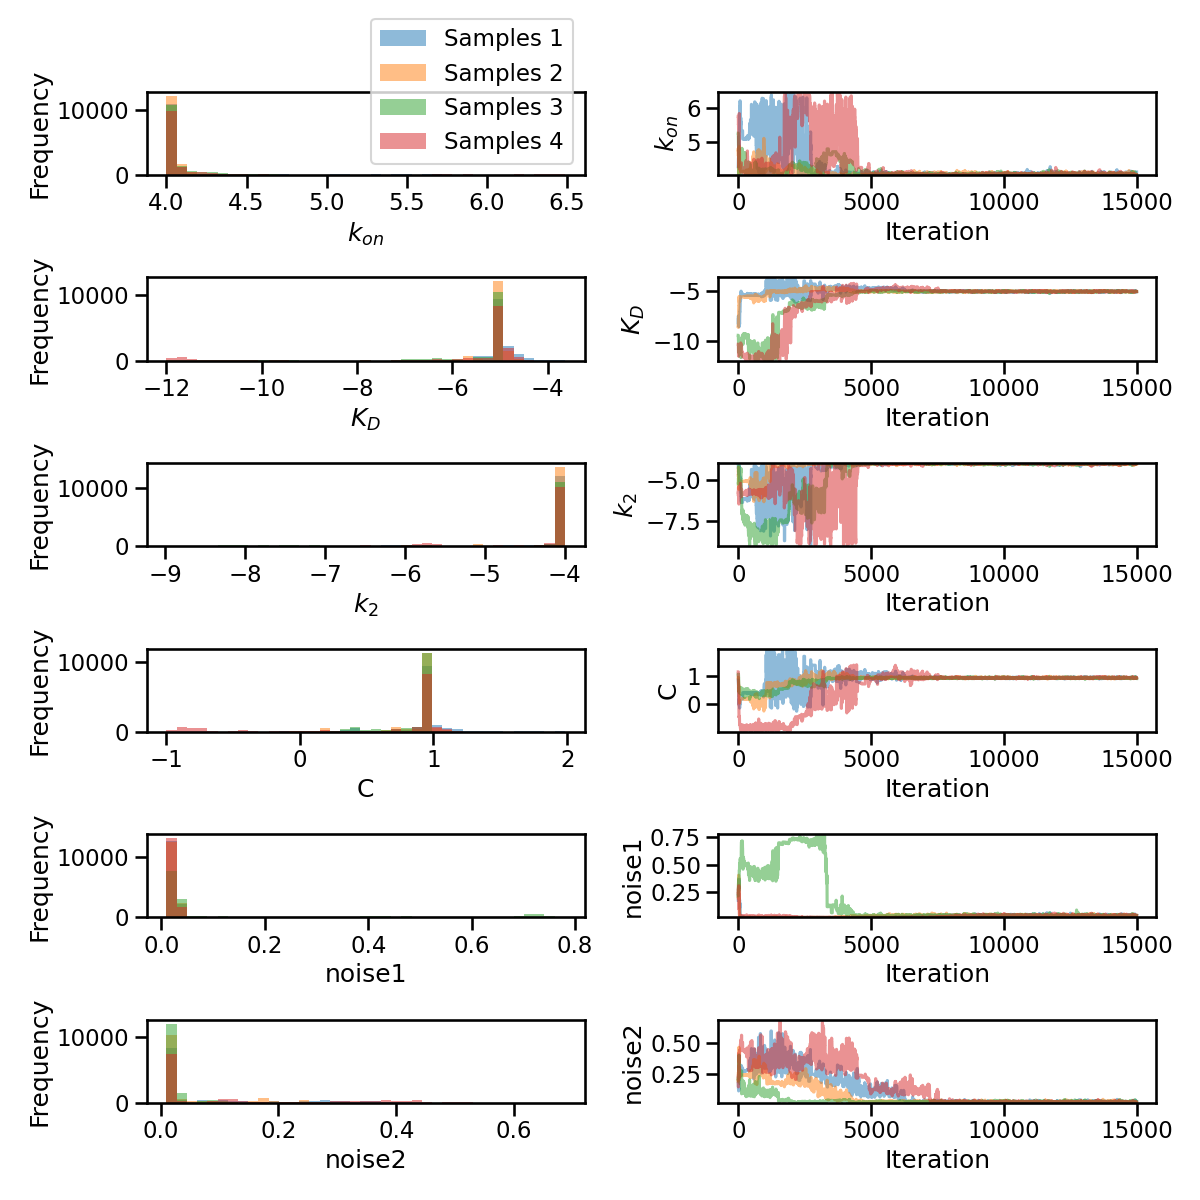 Samples 1
Samples 2
Samples 3
Samples 4
Frequency
10000
0
4.0 4.5 5.0 5.5 6.0 6.5
k_on
k_on
6
5
0 5000 10000 15000
Iteration
Frequency
10000
0
−12 −10 −8 −6 −4
K_D
K_D
−5
−10
0 5000 10000 15000
Iteration
Frequency
10000
0
−9 −8 −7 −6 −5 −4
k_2
k_2
−5.0
−7.5
0 5000 10000 15000
Iteration
Frequency
10000
0
−1 0 1 2
C
C
1
0
0 5000 10000 15000
Iteration
Frequency
10000
0
0.0 0.2 0.4 0.6 0.8
noise1
noise1
0.75
0.50
0.25
0 5000 10000 15000
Iteration
Frequency
10000
0
0.0 0.2 0.4 0.6
noise2
noise2
0.50
0.25
0 5000 10000 15000
Iteration